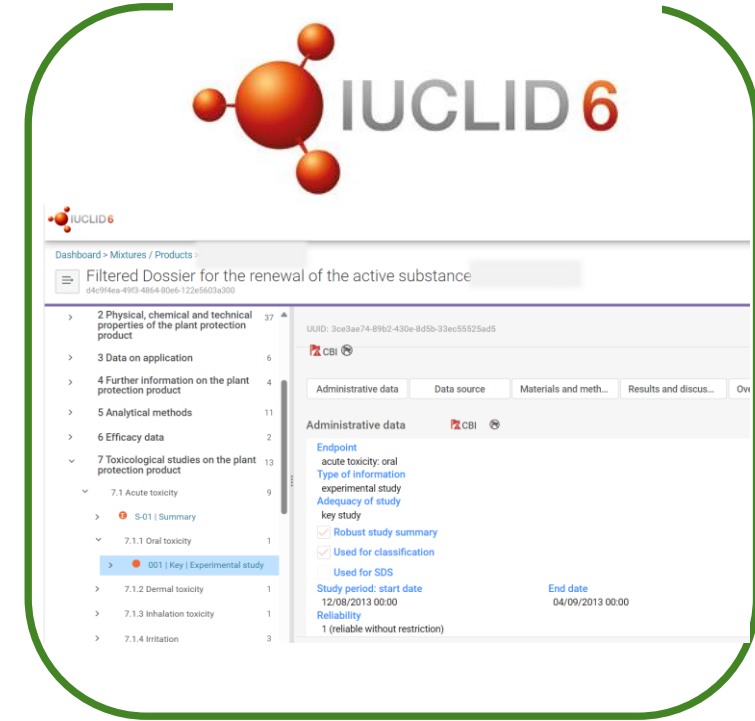 IUCLID 6
IUCLID 6
Dashboard > Mixtures / Products >
Filtered Dossier for the renewal of the active substance
d4c9f4ea-49f3-4864-80e6-122e5603a300
2 Physical, chemical and technical 37
properties of the plant protection
product
3 Data on application 6
4 Further information on the plant 4
protection product
5 Analytical methods 11
6 Efficacy data 2
7 Toxicological studies on the plant 13
protection product
7.1 Acute toxicity 9
S-01 | Summary
7.1.1 Oral toxicity 1
001 | Key | Experimental study
7.1.2 Dermal toxicity 1
7.1.3 Inhalation toxicity 1
7.1.4 Irritation 3
UUID: 3ce3ae74-89b2-430e-8d5b-33ec55525ad5
CBI
Administrative data Data source Materials and meth... Results and discus... Ove
Administrative data CBI
Endpoint
acute toxicity: oral
Type of information
experimental study
Adequacy of study
key study
Robust study summary
Used for classification
Used for SDS
Study period: start date End date
12/08/2013 00:00 04/09/2013 00:00
Reliability
1 (reliable without restriction)